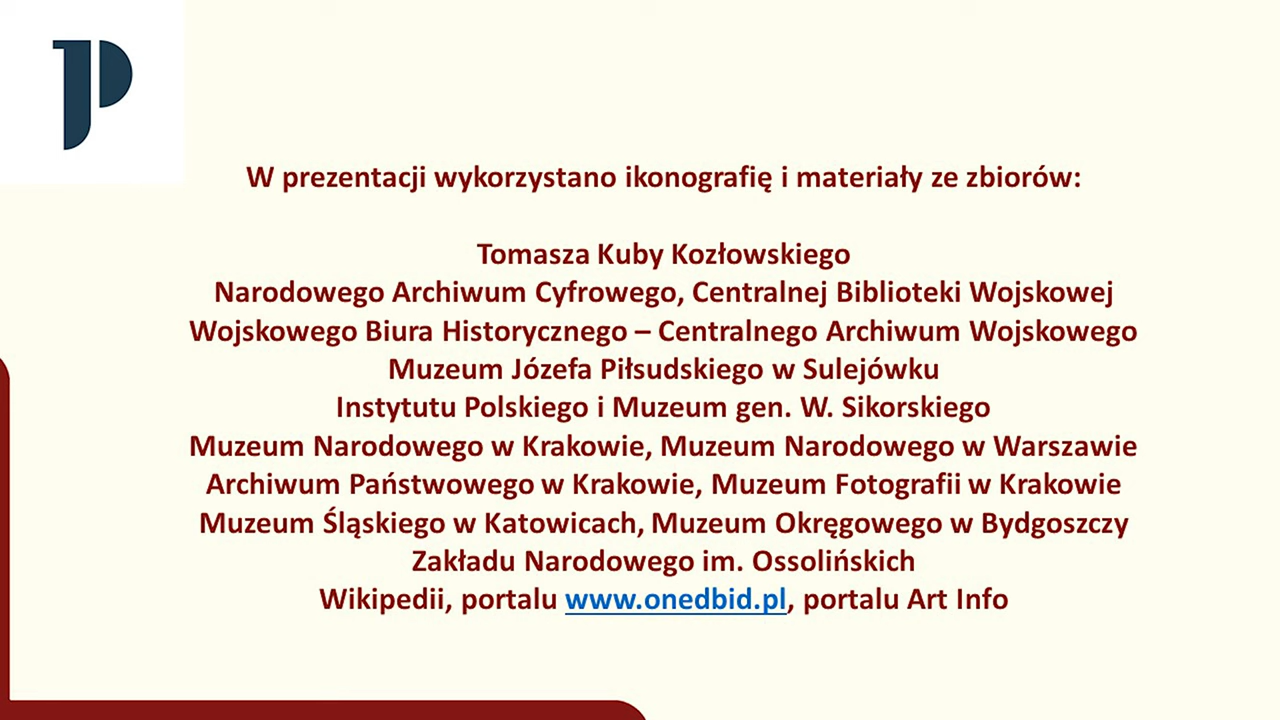 W prezentacji wykorzystano ikonografię i materiały ze zbiorów:
Tomasza Kuby Kozłowskiego
Narodowego Archiwum Cyfrowego, Centralnej Biblioteki Wojskowej
Wojskowego Biura Historycznego – Centralnego Archiwum Wojskowego
Muzeum Józefa Piłsudskiego w Sulejówku
Instytutu Polskiego i Muzeum gen. W. Sikorskiego
Muzeum Narodowego w Krakowie, Muzeum Narodowego w Warszawie
Archiwum Państwowego w Krakowie, Muzeum Fotografii w Krakowie
Muzeum Śląskiego w Katowicach, Muzeum Okręgowego w Bydgoszczy
Zakładu Narodowego im. Ossolińskich
Wikipedii, portalu www.onedbid.pl, portalu Art Info